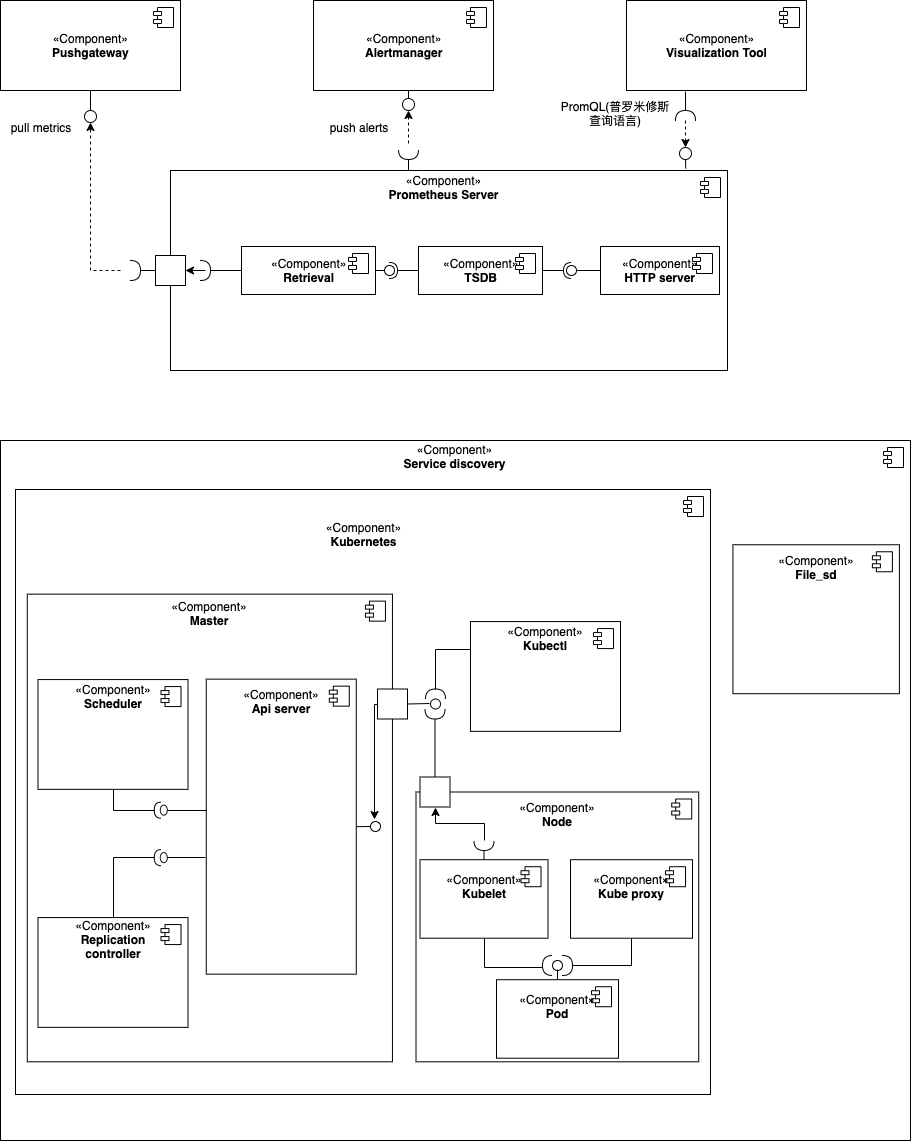 «Component»
Pushgateway
«Component»
Alertmanager
«Component»
Visualization Tool
pull metrics
push alerts
PromQL(普罗米修斯
查询语言)
«Component»
Prometheus Server
«Component»
Retrieval
«Component»
TSDB
«Component»
HTTP server
«Component»
Service discovery
«Component»
Kubernetes
«Component»
File_sd
«Component»
Master
«Component»
Kubectl
«Component»
Scheduler
«Component»
Api server
«Component»
Node
«Component»
Kubelet
«Component»
Kube proxy
«Component»
Replication
controller
«Component»
Pod